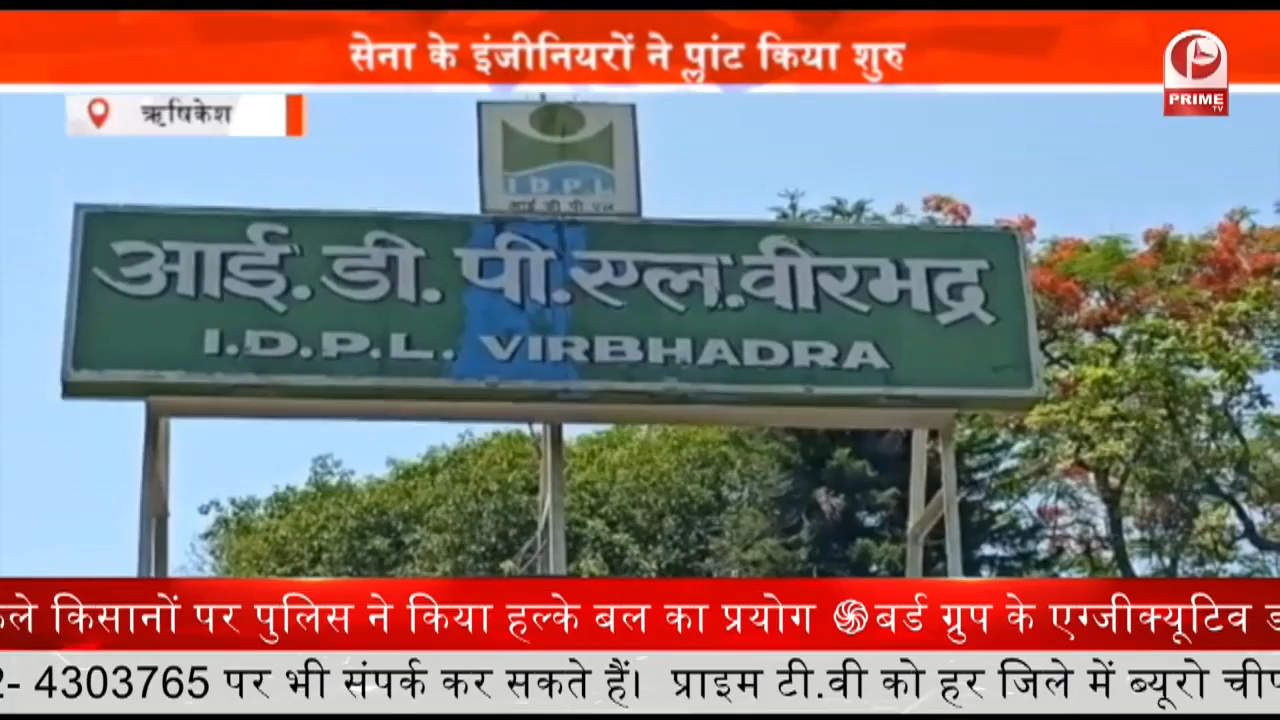 सेना के इंजीनियरों ने प्लांट किया शुरु
PRIME
TV
ऋषिकेश
I D P L
आई डी पी एल
आई.डी.पी.एल.वीरभद्र
I.D.P.L. VIRBHADRA
किसानों पर पुलिस ने किया हल्के बल का प्रयोग बर्ड ग्रुप के एग्जीक्यूटिव
- 4303765 पर भी संपर्क कर सकते हैं। प्राइम टी.वी को हर जिले में ब्यूरो